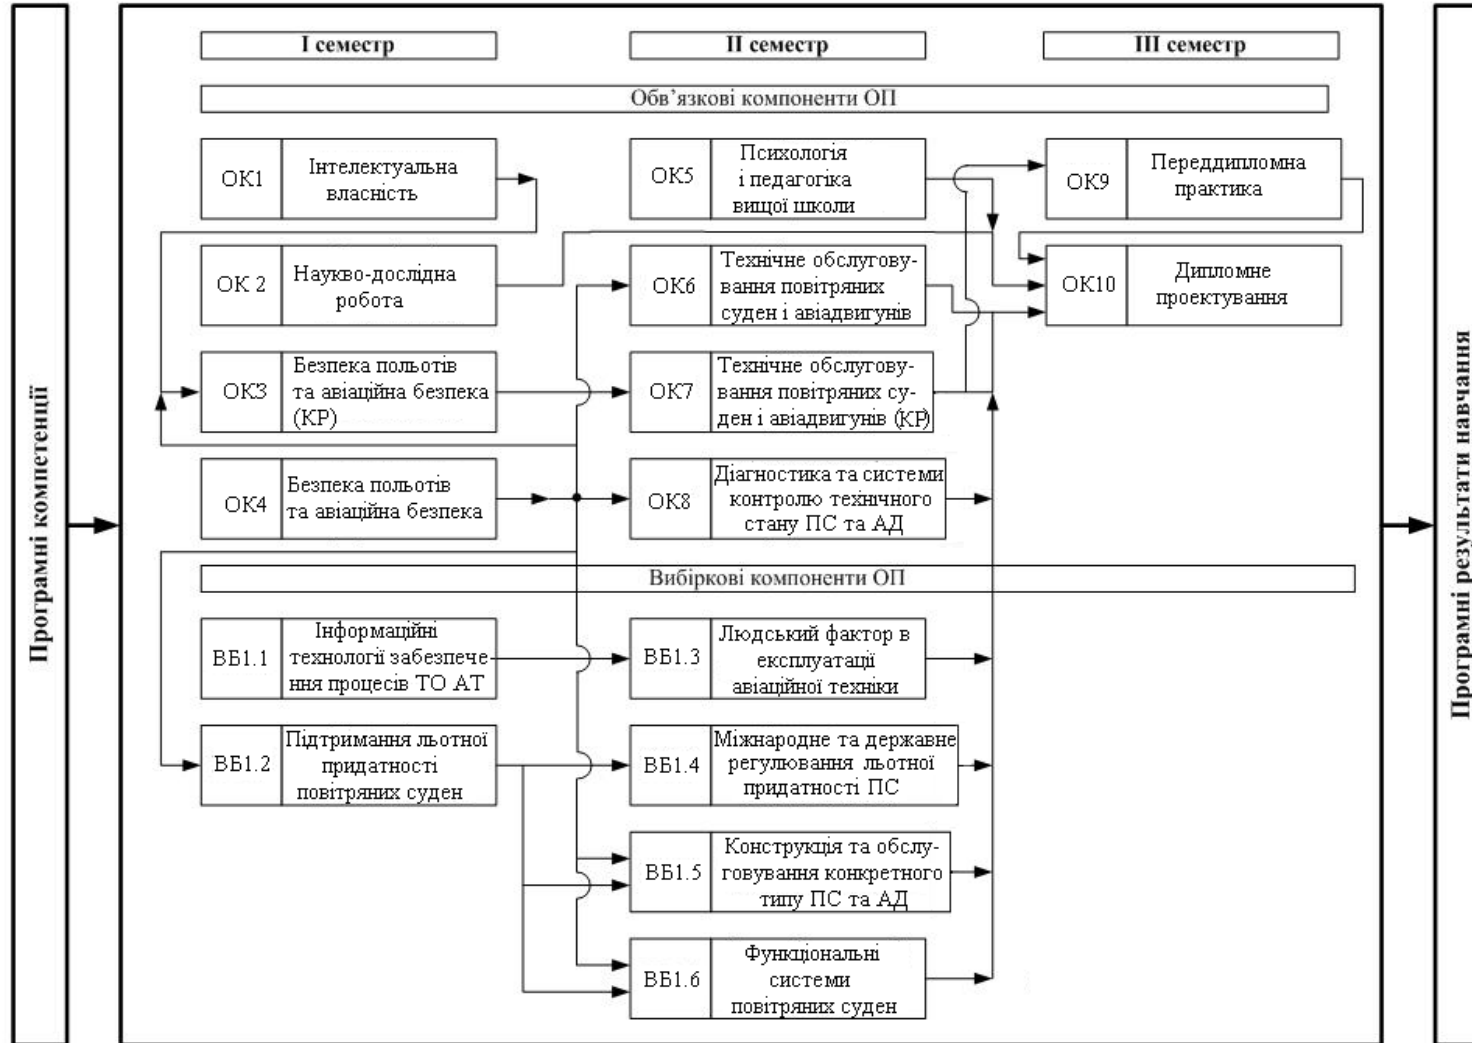 Програмні компетенції
I семестр
II семестр
III семестр
Обв’язкові компоненти ОП
ОК1
Інтелектуальна
власність
ОК5
Психологія
і педагогіка
вищої школи
ОК9
Переддипломна
практика
ОК 2
Науково-дослідна
робота
ОК6
Технічне обслугову-
вання повітряних
суден і авіадвигунів
ОК10
Дипломне
проектування
ОК3
Безпека польотів
та авіаційна безпека
(КР)
ОК7
Технічне обслугову-
вання повітряних су-
ден і авіадвигунів (КР)
ОК4
Безпека польотів
та авіаційна безпека
ОК8
Діагностика та системи
контролю технічного
стану ПС та АД
Вибіркові компоненти ОП
ВБ1.1
Інформаційні
технології забезпече
ння процесів ТО АТ
ВБ1.3
Людський фактор в
експлуатації
авіаційної техніки
ВБ1.2
Підтримання льотної
придатності
повітряних суден
ВБ1.4
Міжнародне та державне
регулювання льотної
придатності ПС
ВБ1.5
Конструкція та обслу-
говування конкретного
типу ПС та АД
ВБ1.6
Функціональні
системи
повітряних суден
Програмні результати навчання